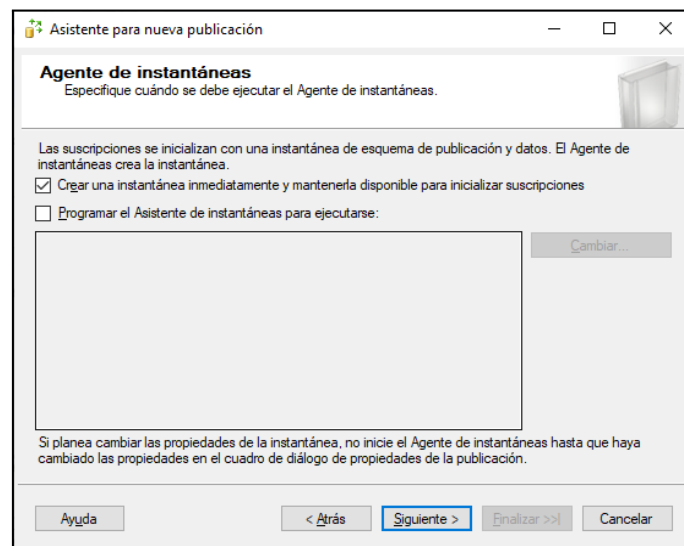 Asistente para nueva publicación
Agente de instantáneas
Especifique cuándo se debe ejecutar el Agente de instantáneas.
Las suscripciones se inicializan con una instantánea de esquema de publicación y datos. El Agente de
instantáneas crea la instantánea.
Crear una instantánea inmediatamente y mantenerla disponible para inicializar suscripciones
Programar el Asistente de instantáneas para ejecutarse:
Cambiar...
Si planea cambiar las propiedades de la instantánea, no inicie el Agente de instantáneas hasta que haya
cambiado las propiedades en el cuadro de diálogo de propiedades de la publicación.
Ayuda
< Atrás
Siguiente >
Finalizar >>|
Cancelar